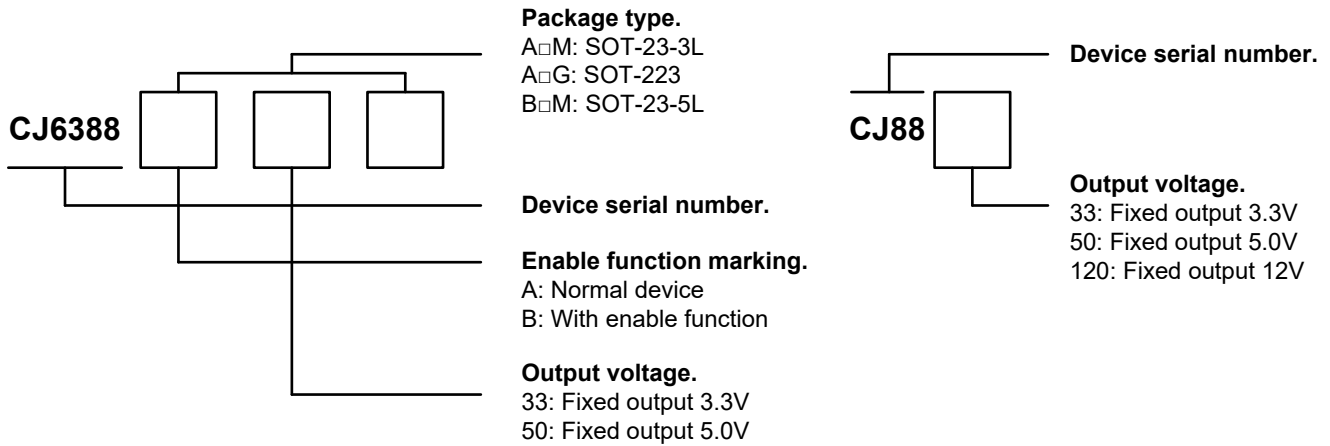 CJ6388
Package type.
A□M: SOT-23-3L
A□G: SOT-223
B□M: SOT-23-5L
Device serial number.
Enable function marking.
A: Normal device
B: With enable function
Output voltage.
33: Fixed output 3.3V
50: Fixed output 5.0V
CJ88
Device serial number.
Output voltage.
33: Fixed output 3.3V
50: Fixed output 5.0V
120: Fixed output 12V